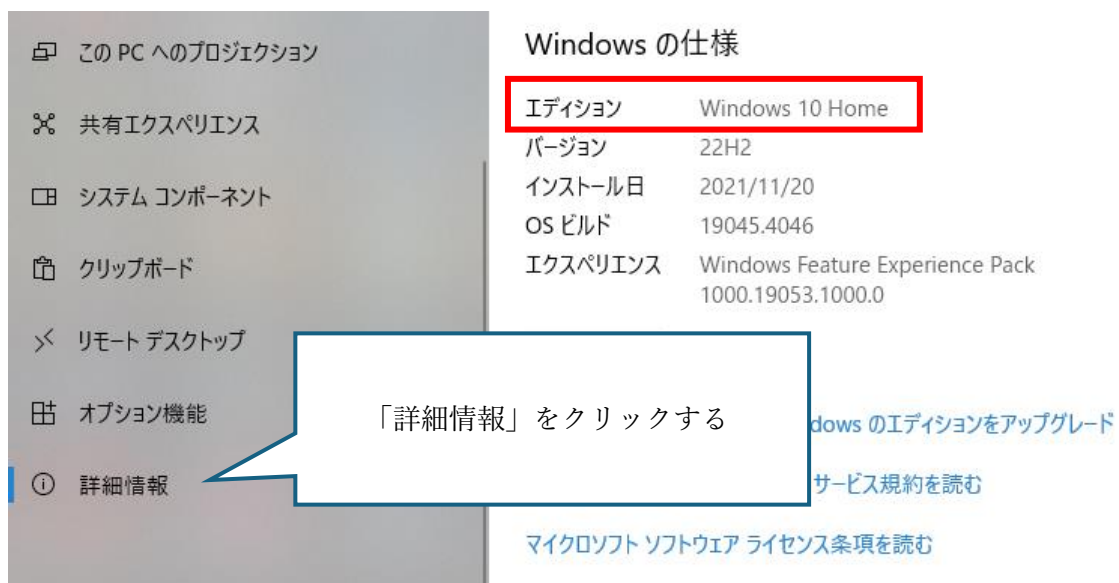 この PC へのプロジェクション
共有エクスペリエンス
システム コンポーネント
クリップボード
リモート デスクトップ
オプション機能
詳細情報
Windows の仕様
エディション Windows 10 Home
バージョン 22H2
インストール日 2021/11/20
OS ビルド 19045.4046
エクスペリエンス Windows Feature Experience Pack
1000.19053.1000.0
「詳細情報」をクリックする
dows のエディションをアップグレード
サービス規約を読む
マイクロソフト ソフトウェア ライセンス条項を読む